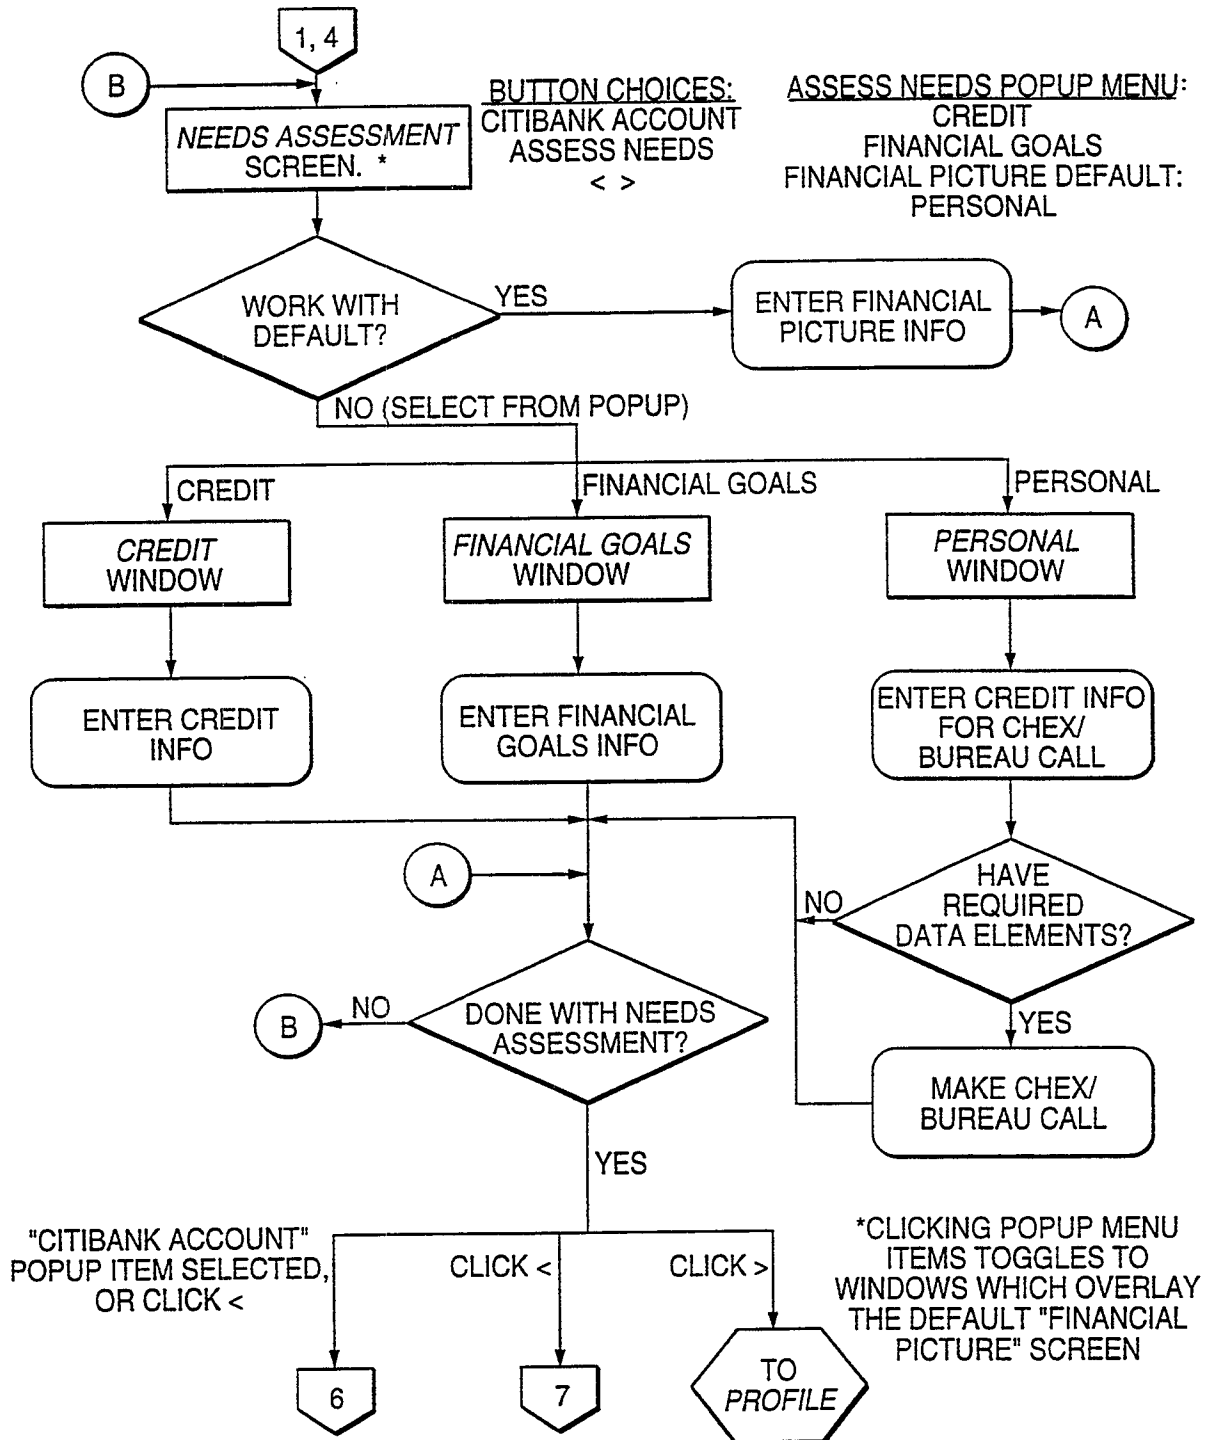 1, 4
B
BUTTON CHOICES:
CITIBANK ACCOUNT
ASSESS NEEDS
< >
ASSESS NEEDS POPUP MENU:
CREDIT
FINANCIAL GOALS
FINANCIAL PICTURE DEFAULT:
PERSONAL
NEEDS ASSESSMENT
SCREEN. *
WORK WITH
DEFAULT?
YES
ENTER FINANCIAL
PICTURE INFO
A
NO (SELECT FROM POPUP)
CREDIT
FINANCIAL GOALS
PERSONAL
CREDIT
WINDOW
FINANCIAL GOALS
WINDOW
PERSONAL
WINDOW
ENTER CREDIT
INFO
ENTER FINANCIAL
GOALS INFO
ENTER CREDIT INFO
FOR CHEX/
BUREAU CALL
A
NO
HAVE
REQUIRED
DATA ELEMENTS?
B
NO
DONE WITH NEEDS
ASSESSMENT?
YES
MAKE CHEX/
BUREAU CALL
YES
"CITIBANK ACCOUNT"
POPUP ITEM SELECTED,
OR CLICK <
CLICK <
CLICK >
*CLICKING POPUP MENU
ITEMS TOGGLES TO
WINDOWS WHICH OVERLAY
THE DEFAULT "FINANCIAL
PICTURE" SCREEN
6
7
TO
PROFILE